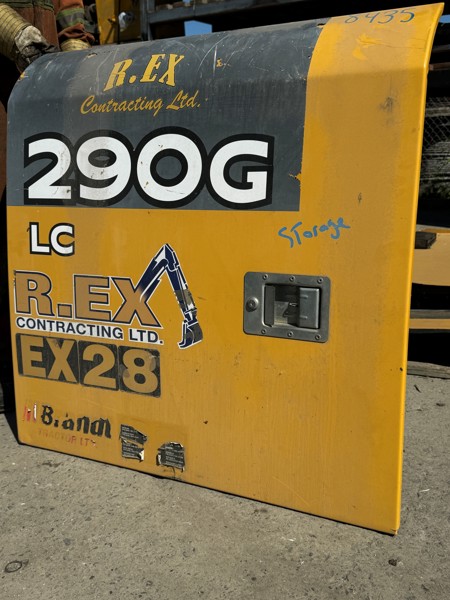 8435
R.EX
Contracting Ltd.
290G
LC
Storage
R.EX
CONTRACTING LTD.
EX28
Brandt